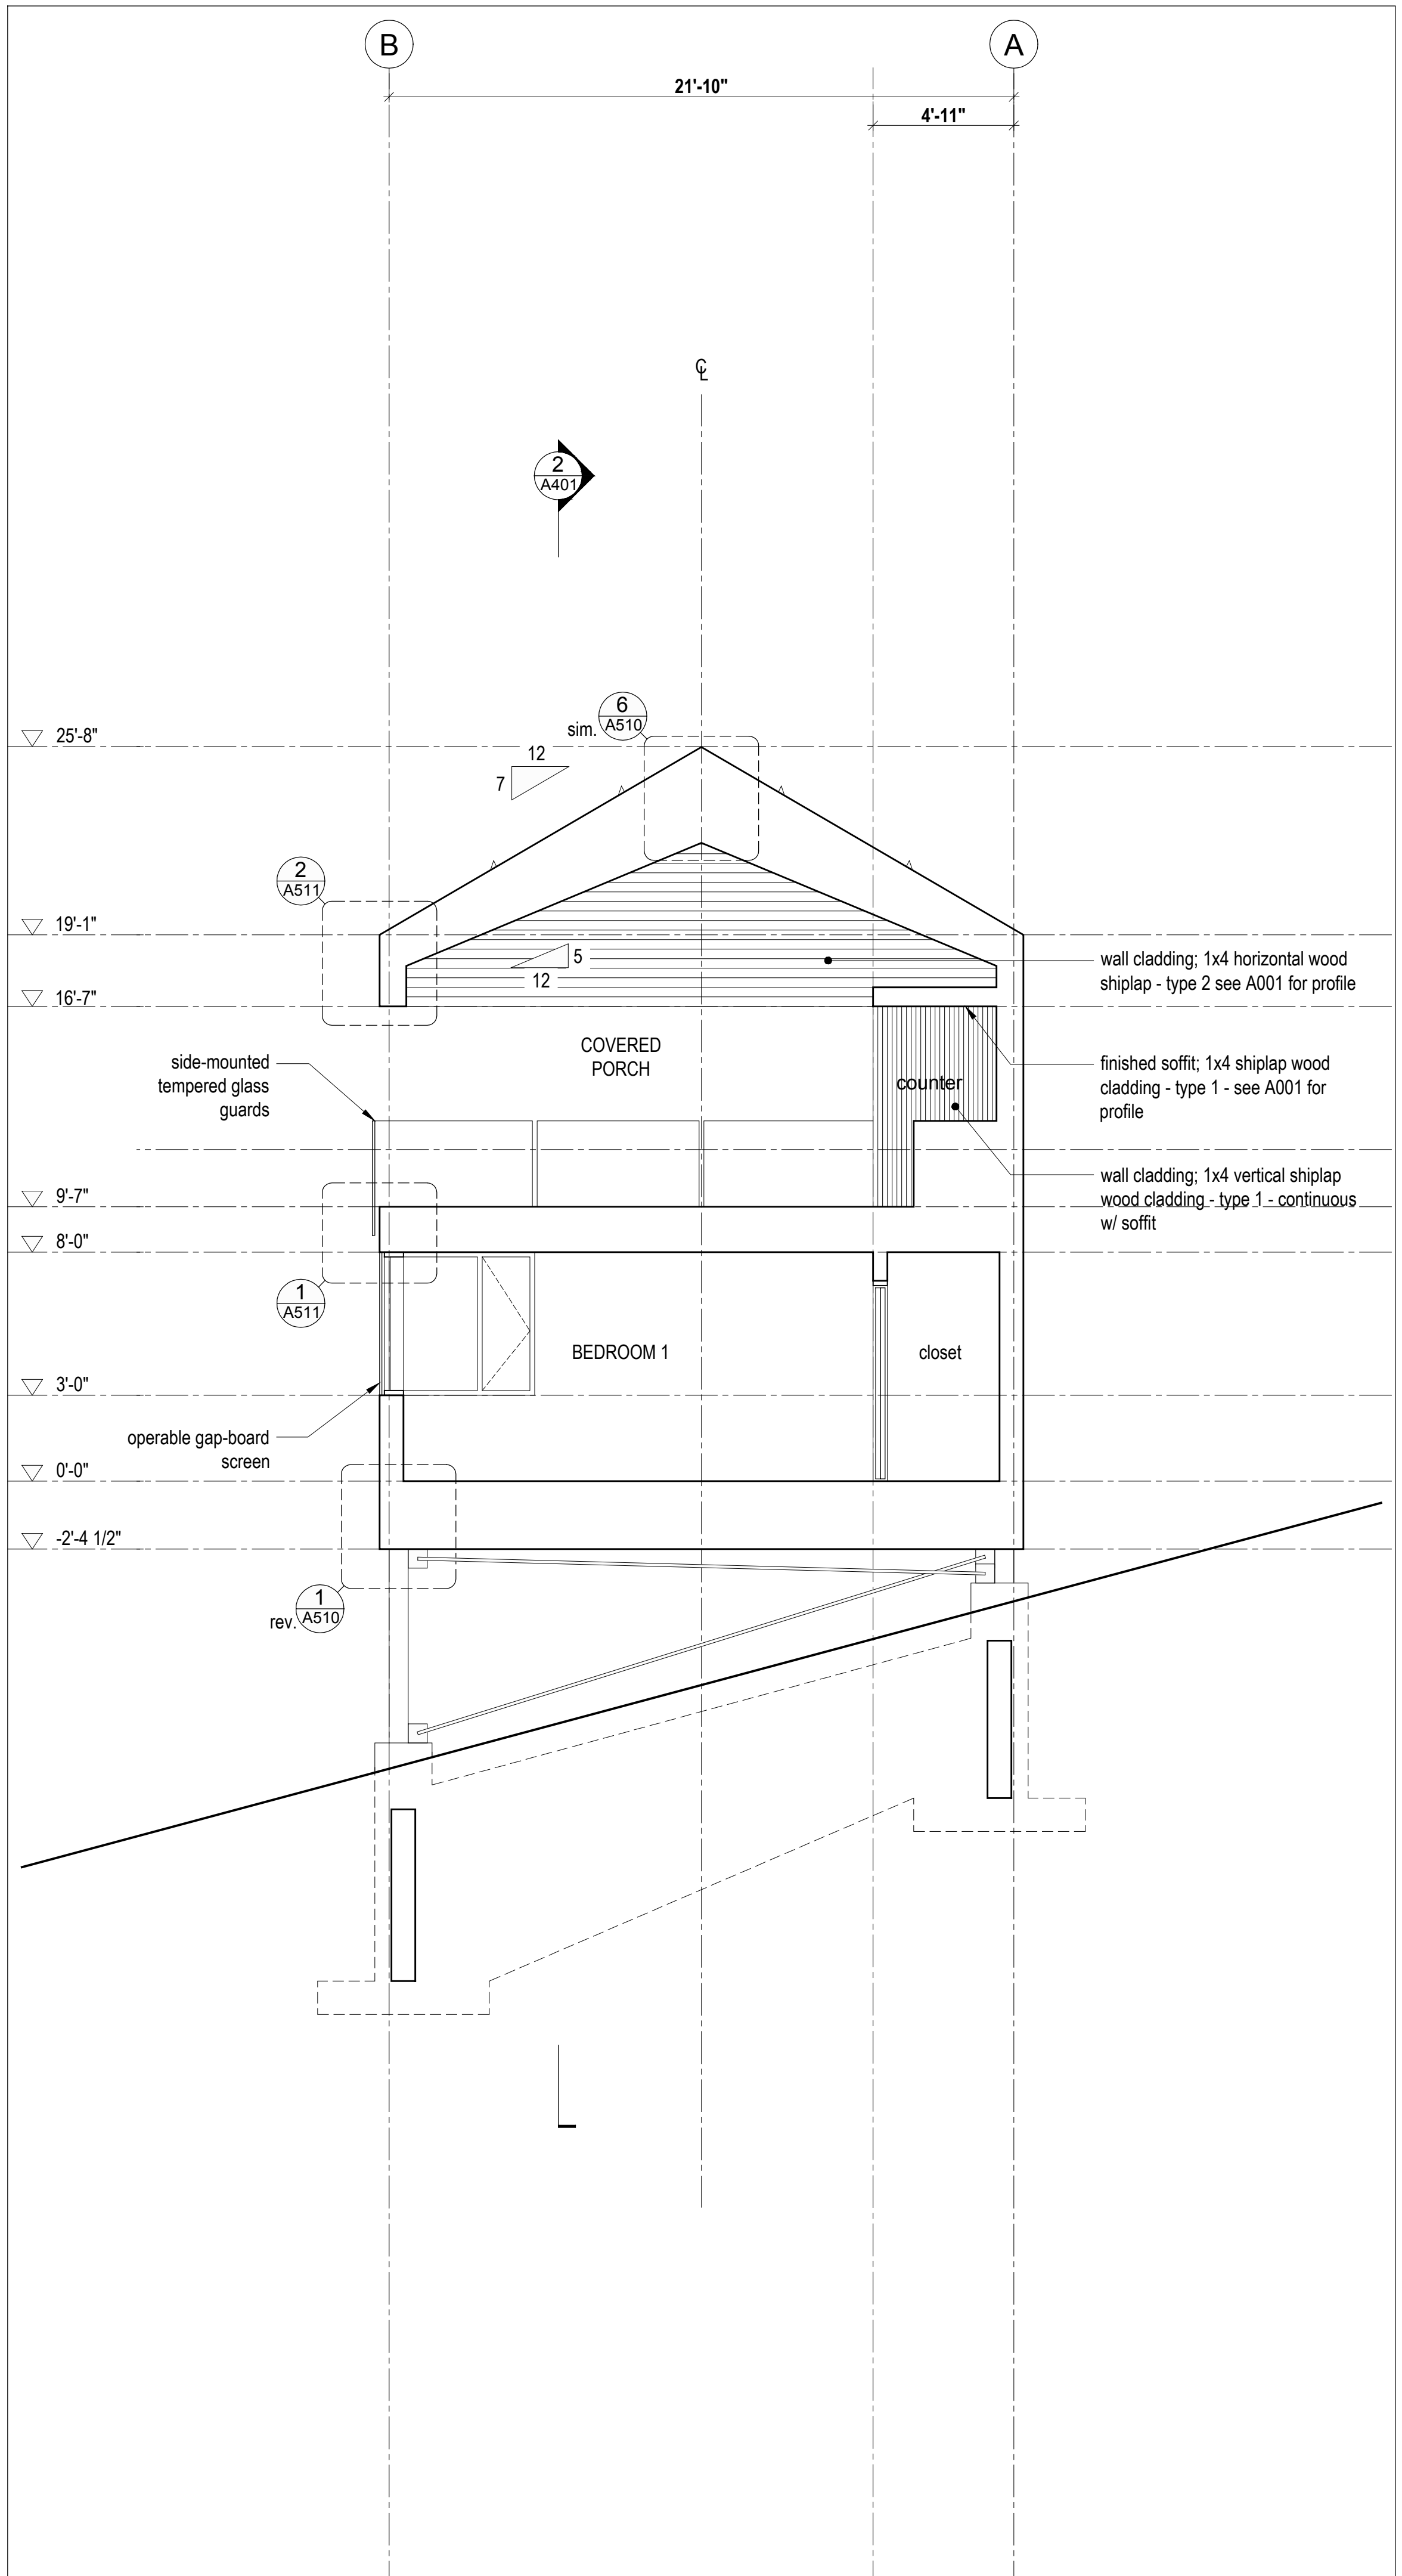 B
A
21'-10"
4'-11"
CL
2
A401
6
A510
sim.
25'-8"
12
7
2
A511
19'-1"
5
12
wall cladding; 1x4 horizontal wood
shiplap - type 2 see A001 for profile
16'-7"
COVERED
PORCH
side-mounted
tempered glass
guards
counter
finished soffit; 1x4 shiplap wood
cladding - type 1 - see A001 for
profile
wall cladding; 1x4 vertical shiplap
wood cladding - type 1 - continuous
w/ soffit
9'-7"
8'-0"
1
A511
BEDROOM 1
closet
3'-0"
operable gap-board
screen
0'-0"
-2'-4 1/2"
1
A510
rev.